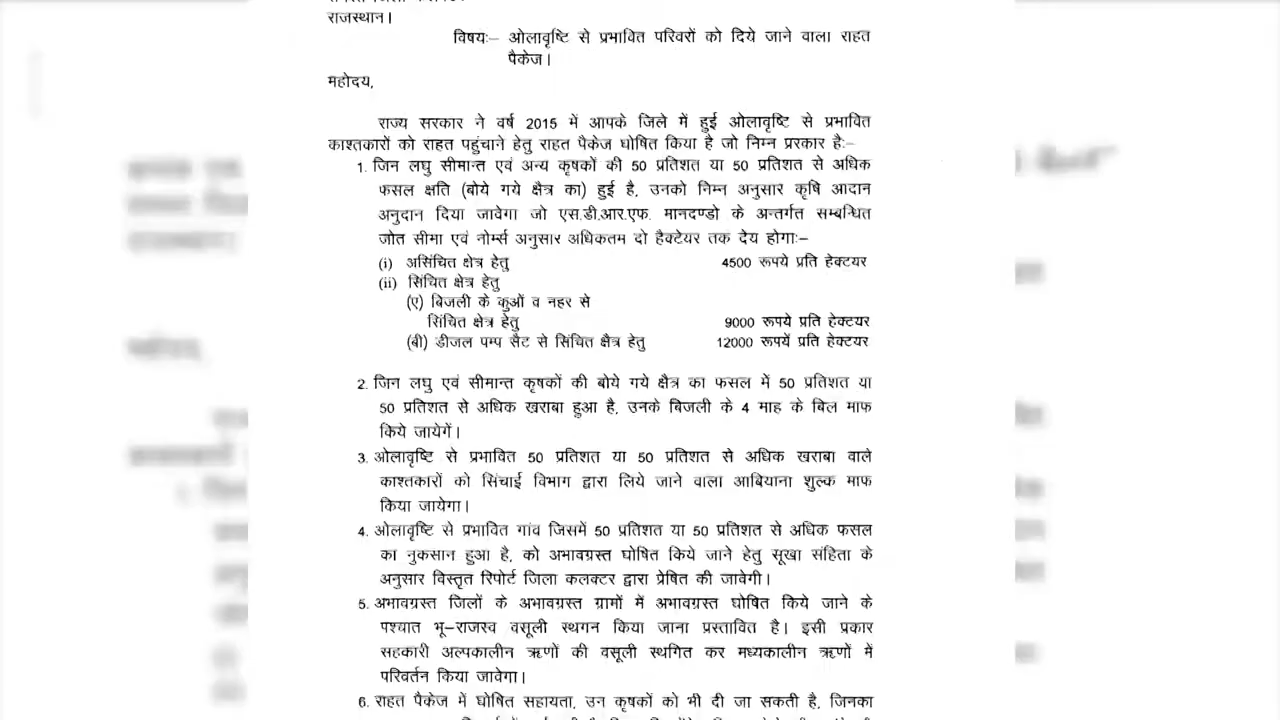 राजस्थान।
विषयः– ओलावृष्टि से प्रभावित परिवरों को दिये जाने वाला राहत
पैकेज।
महोदय,
राज्य सरकार ने वर्ष 2015 में आपके जिले में हुई ओलावृष्टि से प्रभावित
काश्तकारों को राहत पहुंचाने हेतु राहत पैकेज घोषित किया है जो निम्न प्ररकार हैः–
1. जिन लघु सीमान्त एवं अन्य कृषकों की 50 प्रतिशत या 50 प्रतिशत से अधिक
फसल क्षति (बोये गये क्षैत्र का) हुई है, उनको निम्न अनुसार कृषि आदान
अनुदान दिया जावेगा जो एस.डी.आर.एफ. मानदण्डो के अन्तर्गत सम्बन्धित
जोत सीमा एवं नोर्म्स अनुसार अधिकतम दो हैक्टेयर तक देय होगाः–
(i) असिंचित क्षेत्र हेतु 4500 रूपये प्रति हेक्टयर
(ii) सिंचित क्षेत्र हेतु
(ए) बिजली के कुओं व नहर से
सिंचित क्षेत्र हेतु 9000 रूपये प्रति हेक्टयर
(बी) डीजल पम्प सैट से सिंचित क्षैत्र हेतु 12000 रूपयें प्रति हेक्टयर
2. जिन लघु एवं सीमान्त कृषकों की बोये गये क्षैत्र का फसल में 50 प्रतिशत या
50 प्रतिशत से अधिक खराबा हुआ है, उनके बिजली के 4 माह के बिल माफ
किये जायेगें।
3. ओलावृष्टि से प्रभावित 50 प्रतिशत या 50 प्रतिशत से अधिक खराबा वाले
काश्तकारों को सिंचाई विभाग द्वारा लिये जाने वाला आबियाना शुल्क माफ
किया जायेगा।
4. ओलावृष्टि से प्रभावित गांव जिसमें 50 प्रतिशत या 50 प्रतिशत से अधिक फसल
का नुकसान हुआ है, को अभावग्रस्त घोषित किये जाने हेतु सूखा संहिता के
अनुसार विस्तृत रिपोर्ट जिला कलक्टर द्वारा प्रेषित की जावेगी।
5. अभावग्रस्त जिलों के अभावग्रस्त ग्रामों में अभावग्रस्त घोषित किये जाने के
पश्चात भू–राजस्व वसूली स्थगन किया जाना प्रस्तावित है। इसी प्रकार
सहकारी अल्पकालीन ऋणों की वसूली स्थगित कर मध्यकालीन ऋणों में
परिवर्तन किया जावेगा।
6. राहत पैकेज में घोषित सहायता, उन कृषकों को भी दी जा सकती है, जिनका